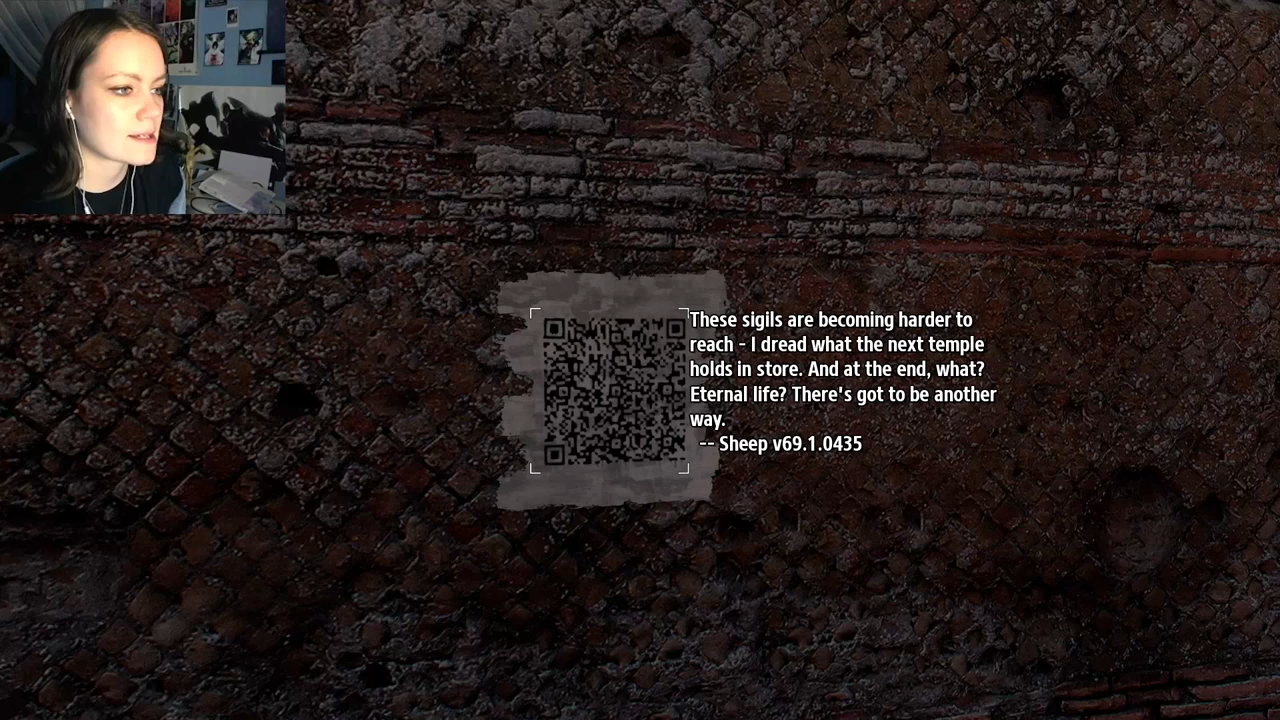 These sigils are becoming harder to
reach - I dread what the next temple
holds in store. And at the end, what?
Eternal life? There's got to be another
way.
-- Sheep v69.1.0435